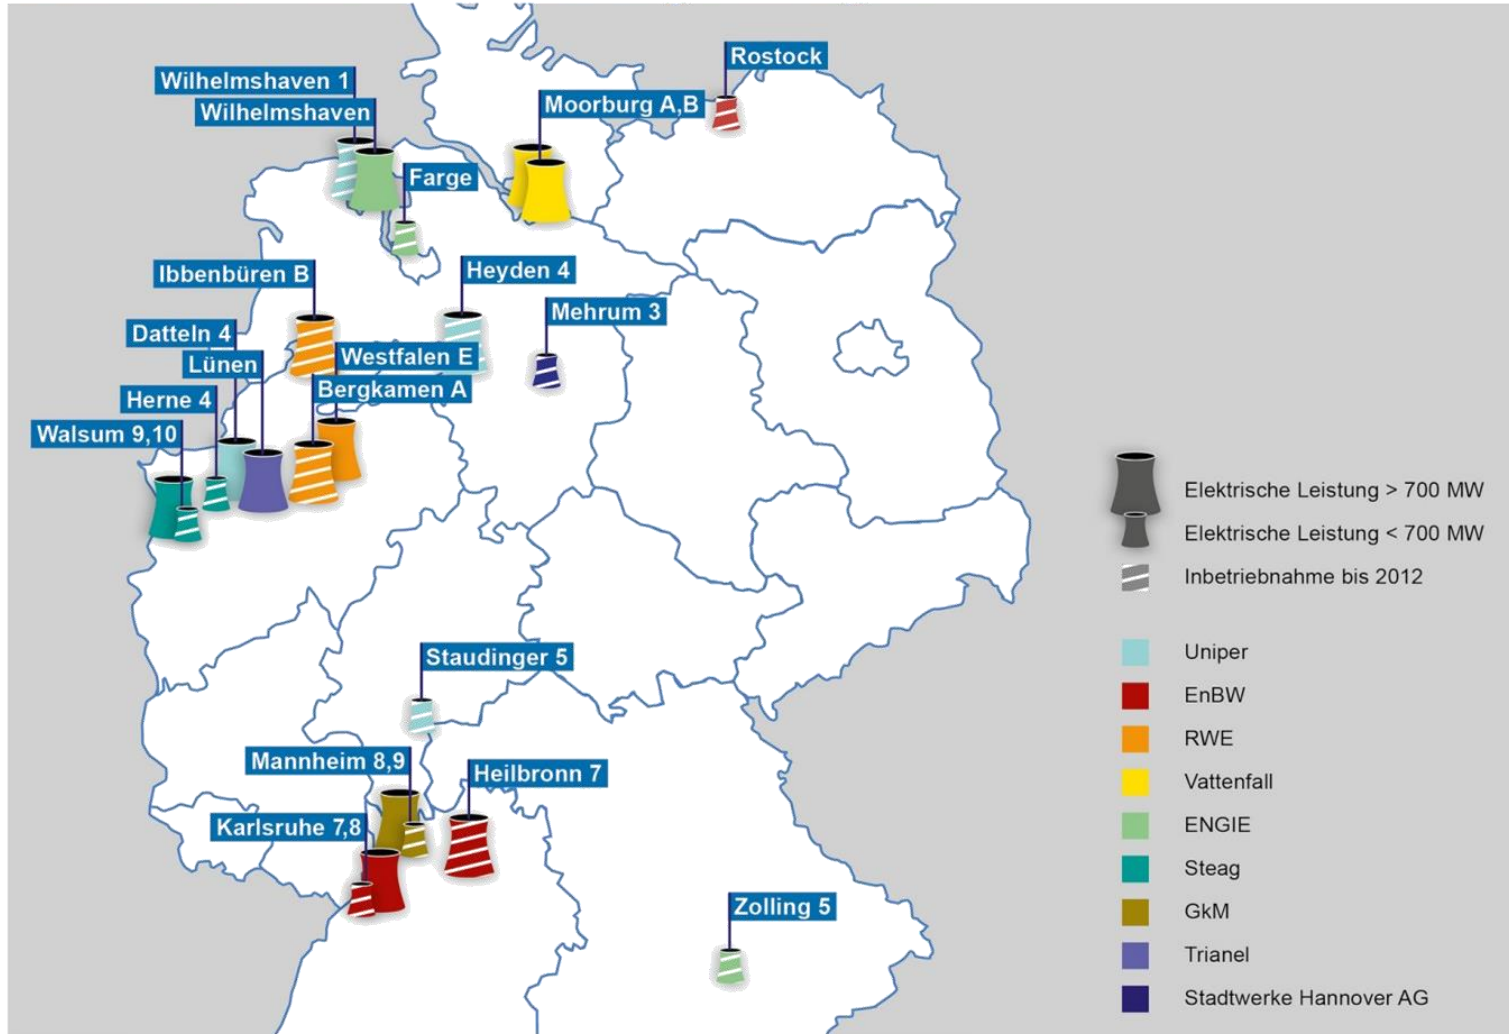 Rostock
Wilhelmshaven 1
Moorburg A,B
Wilhelmshaven
Farge
Ibbenbüren B
Heyden 4
Mehrum 3
Datteln 4
Westfalen E
Lünen
Bergkamen A
Herne 4
Walsum 9,10
Staudinger 5
Mannheim 8,9
Heilbronn 7
Karlsruhe 7,8
Zolling 5
Elektrische Leistung > 700 MW
Elektrische Leistung < 700 MW
Inbetriebnahme bis 2012
Uniper
EnBW
RWE
Vattenfall
ENGIE
Steag
GkM
Trianel
Stadtwerke Hannover AG